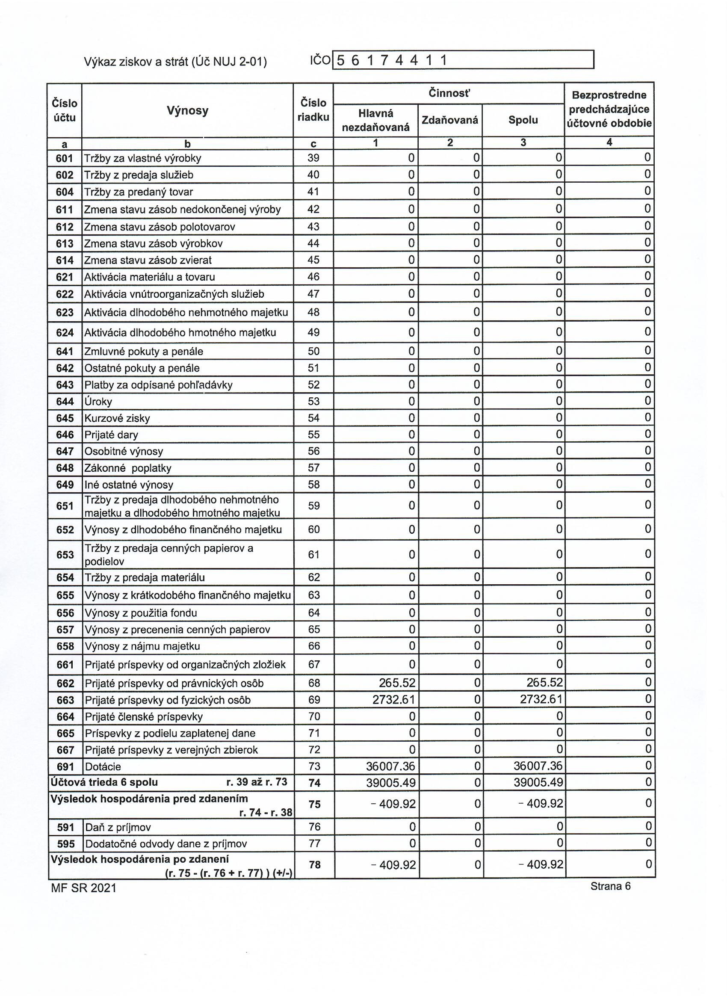 Výkaz ziskov a strát (Úč NUJ 2-01) IČO 5 6 1 7 4 4 1 1
Číslo účtu Výnosy Číslo riadku Činnosť Bezprostredne predchádzajúce účtovné obdobie
Hlavná nezdaňovaná Zdaňovaná Spolu
a b c 1 2 3 4
601 Tržby za vlastné výrobky 39 0 0 0 0
602 Tržby z predaja služieb 40 0 0 0 0
604 Tržby za predaný tovar 41 0 0 0 0
611 Zmena stavu zásob nedokončenej výroby 42 0 0 0 0
612 Zmena stavu zásob polotovarov 43 0 0 0 0
613 Zmena stavu zásob výrobkov 44 0 0 0 0
614 Zmena stavu zásob zvierat 45 0 0 0 0
621 Aktivácia materiálu a tovaru 46 0 0 0 0
622 Aktivácia vnútroorganizačných služieb 47 0 0 0 0
623 Aktivácia dlhodobého nehmotného majetku 48 0 0 0 0
624 Aktivácia dlhodobého hmotného majetku 49 0 0 0 0
641 Zmluvné pokuty a penále 50 0 0 0 0
642 Ostatné pokuty a penále 51 0 0 0 0
643 Platby za odpísané pohľadávky 52 0 0 0 0
644 Úroky 53 0 0 0 0
645 Kurzové zisky 54 0 0 0 0
646 Prijaté dary 55 0 0 0 0
647 Osobitné výnosy 56 0 0 0 0
648 Zákonné poplatky 57 0 0 0 0
649 Iné ostatné výnosy 58 0 0 0 0
651 Tržby z predaja dlhodobého nehmotného
majetku a dlhodobého hmotného majetku 59 0 0 0 0
652 Výnosy z dlhodobého finančného majetku 60 0 0 0 0
653 Tržby z predaja cenných papierov a
podielov 61 0 0 0 0
654 Tržby z predaja materiálu 62 0 0 0 0
655 Výnosy z krátkodobého finančného majetku 63 0 0 0 0
656 Výnosy z použitia fondu 64 0 0 0 0
657 Výnosy z precenenia cenných papierov 65 0 0 0 0
658 Výnosy z nájmu majetku 66 0 0 0 0
661 Prijaté príspevky od organizačných zložiek 67 0 0 0 0
662 Prijaté príspevky od právnických osôb 68 265.52 0 265.52 0
663 Prijaté príspevky od fyzických osôb 69 2732.61 0 2732.61 0
664 Prijaté členské príspevky 70 0 0 0 0
665 Príspevky z podielu zaplatenej dane 71 0 0 0 0
667 Prijaté príspevky z verejných zbierok 72 0 0 0 0
691 Dotácie 73 36007.36 0 36007.36 0
Účtová trieda 6 spolu r. 39 až r. 73 74 39005.49 0 39005.49 0
Výsledok hospodárenia pred zdanením
r. 74 - r. 38 75 - 409.92 0 - 409.92 0
591 Daň z príjmov 76 0 0 0 0
595 Dodatočné odvody dane z príjmov 77 0 0 0 0
Výsledok hospodárenia po zdanení
(r. 75 - (r. 76 + r. 77) ) (+/-) 78 - 409.92 0 - 409.92 0
MF SR 2021 Strana 6